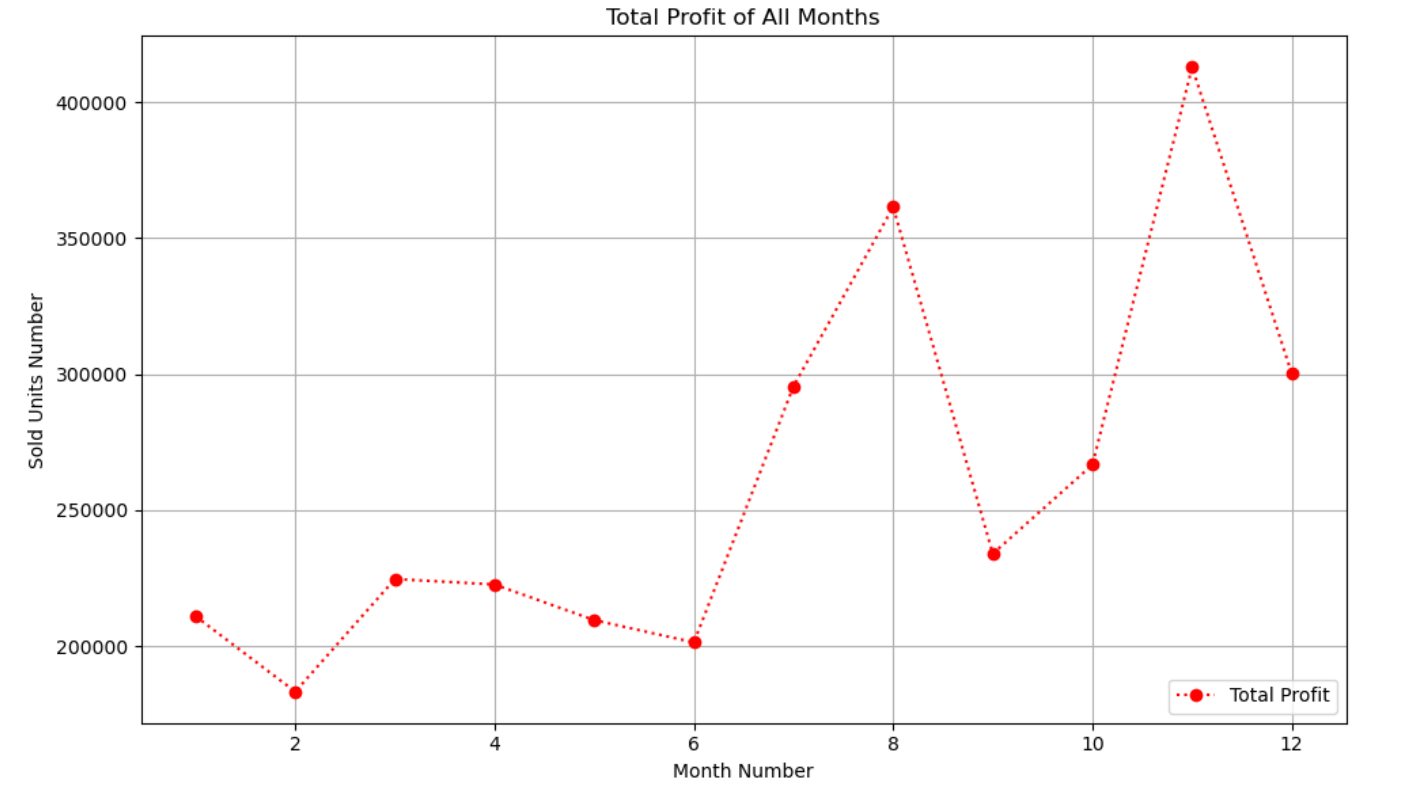 Total Profit of All Months
Sold Units Number
400000
350000
300000
250000
200000
2 4 6 8 10 12
Month Number
Total Profit